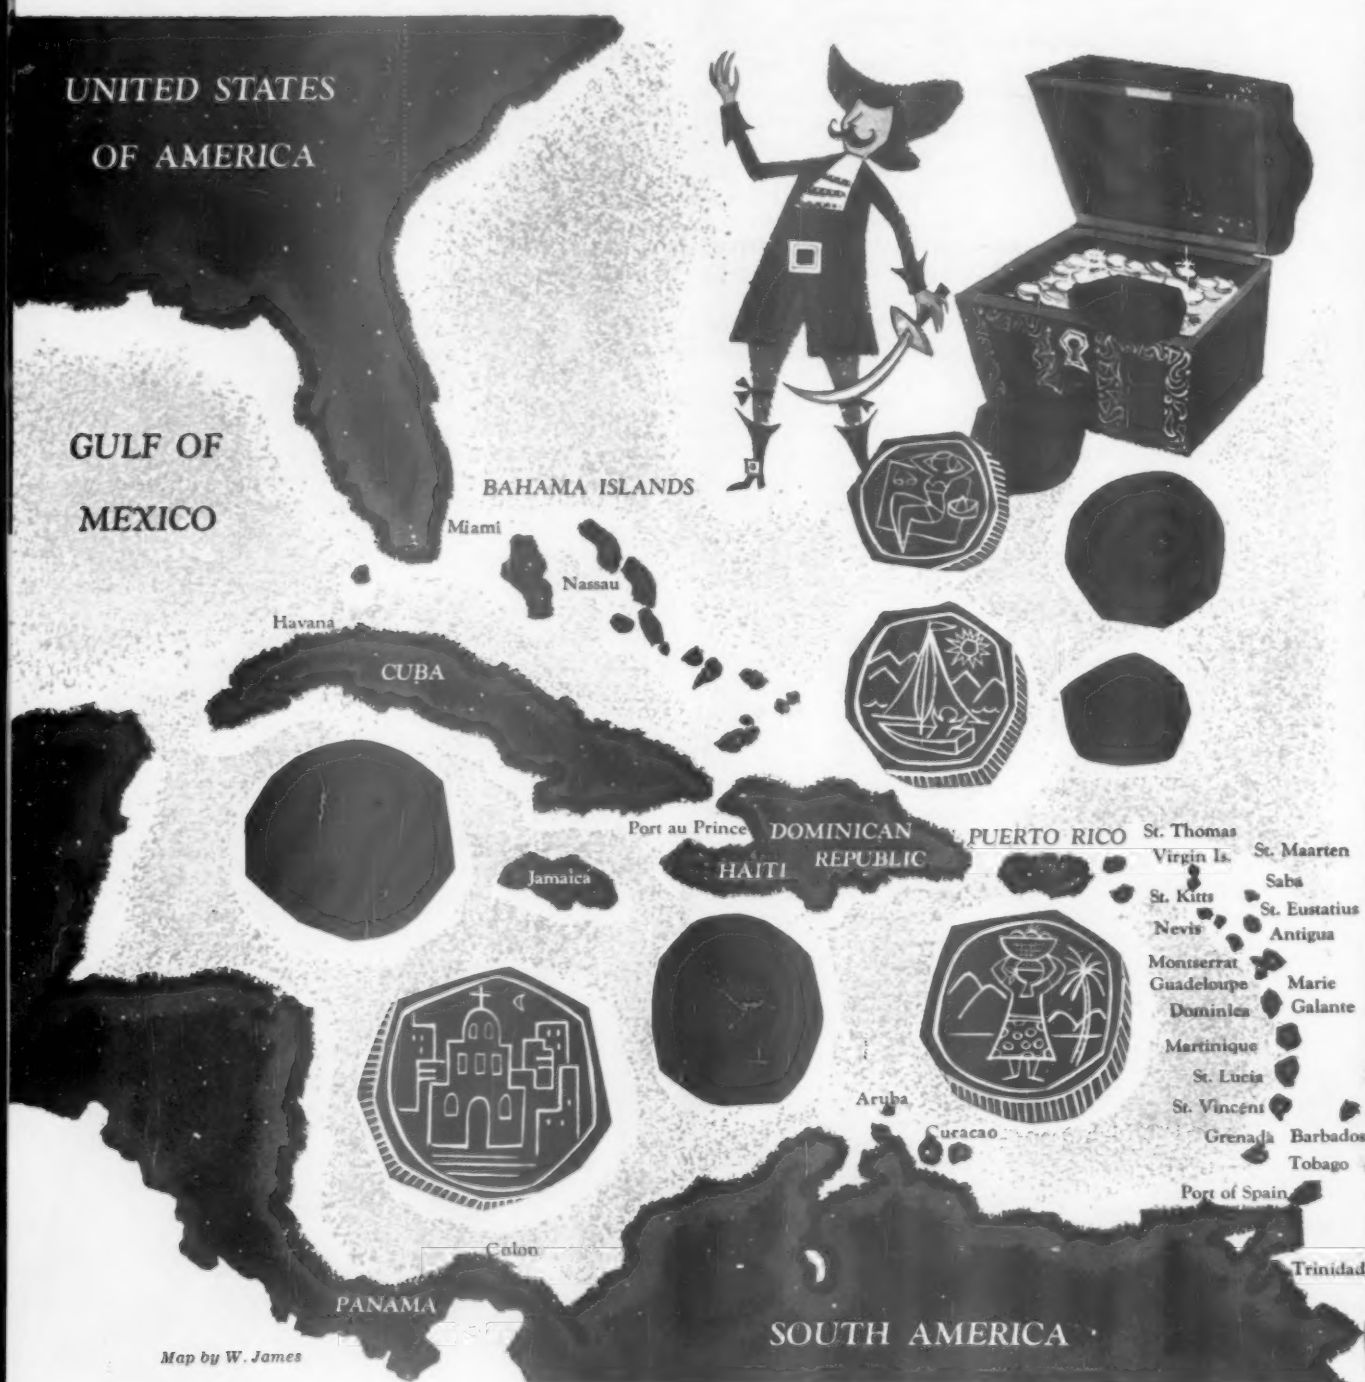 UNITED STATES
OF AMERICA
GULF OF
MEXICO
BAHAMA ISLANDS
Miami
Nassau
Havana
CUBA
Port au Prince
DOMINICAN
REPUBLIC
HAITI
Jamaica
PUERTO RICO
St. Thomas
Virgin Is.
St. Maarten
Saba
St. Kitts
St. Eustatius
Nevis
Antigua
Montserrat
Guadeloupe
Marie
Galante
Dominica
Martinique
St. Lucia
St. Vincent
Aruba
Curacao
Grenada
Barbados
Tobago
Port of Spain
Trinidad
Colon
PANAMA
SOUTH AMERICA
Map by W. James